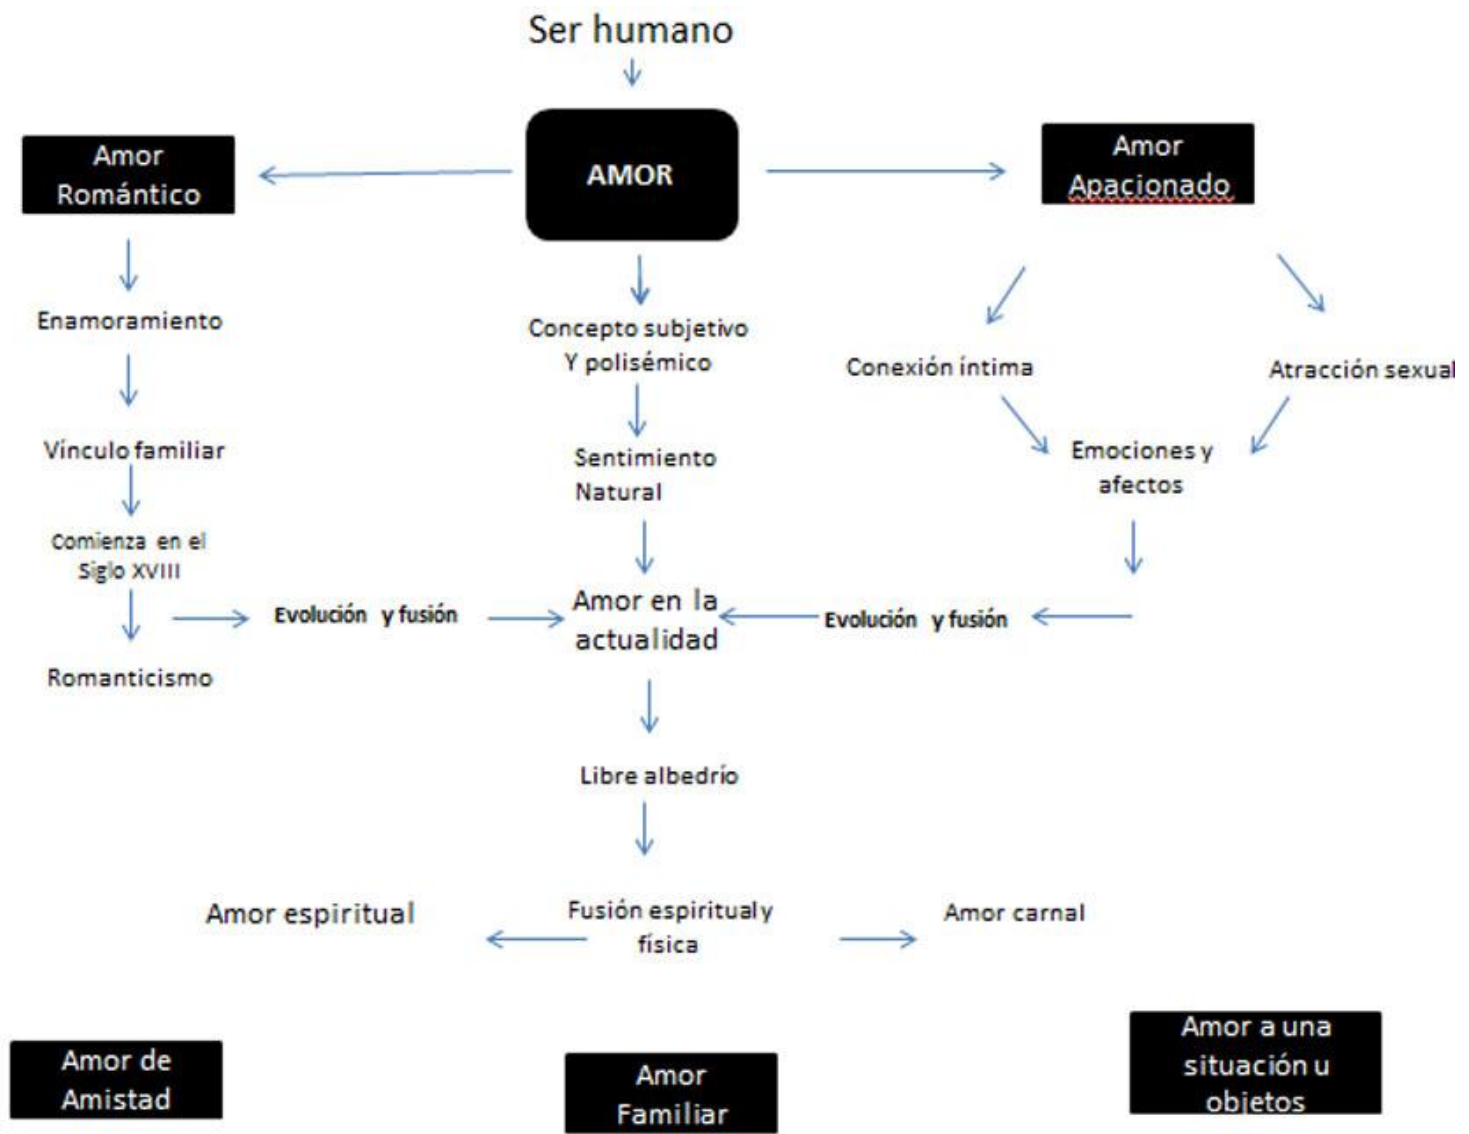 Ser humano
AMOR
Amor
Romántico
Amor
Apacionado
Enamoramiento
Concepto subjetivo
Y polisémico
Conexión íntima
Atracción sexual
Vínculo familiar
Sentimiento
Natural
Emociones y
afectos
Comienza en el
Siglo XVIII
Evolución y fusión
Amor en la
actualidad
Evolución y fusión
Romanticismo
Libre albedrío
Amor espiritual
Fusión espiritual y
física
Amor carnal
Amor de
Amistad
Amor
Familiar
Amor a una
situación u
objetos